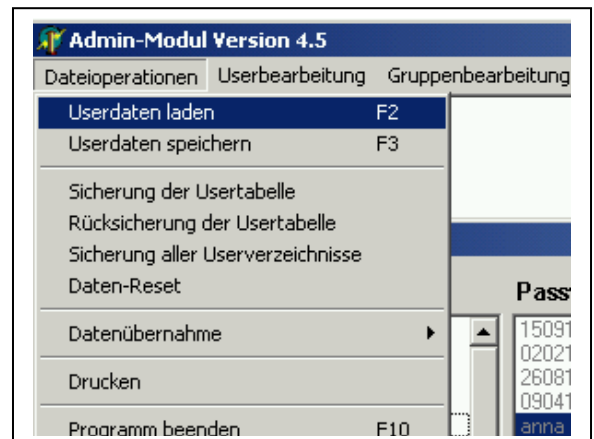 Admin-Modul Version 4.5
Dateioperationen Userbearbeitung Gruppenbearbeitung
Userdaten laden F2
Userdaten speichern F3
Sicherung der Usertabelle
Rücksicherung der Usertabelle
Sicherung aller Userverzeichnisse
Daten-Reset
Pass
Datenübernahme
15091
02021
Drucken
26081
09041
Programm beenden F10
anna